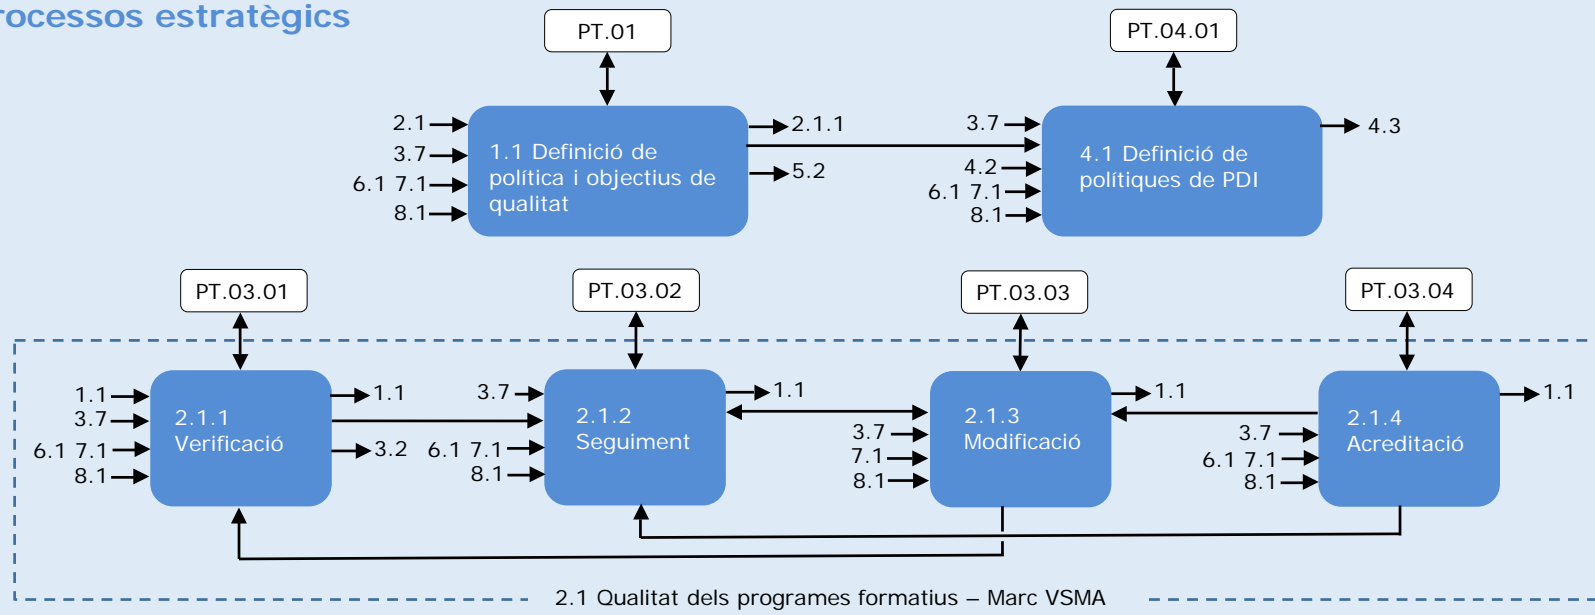 rocessos estratègics
PT.01
PT.04.01
2.1
3.7
6.1 7.1
8.1
1.1 Definició de
política i objectius de
qualitat
2.1.1
5.2
3.7
4.2
6.1 7.1
8.1
4.1 Definició de
polítiques de PDI
4.3
PT.03.01
PT.03.02
PT.03.03
PT.03.04
1.1
3.7
6.1 7.1
8.1
2.1.1
Verificació
1.1
3.2
3.7
6.1 7.1
8.1
2.1.2
Seguiment
1.1
3.7
7.1
8.1
2.1.3
Modificació
1.1
3.7
6.1 7.1
8.1
2.1.4
Acreditació
1.1
2.1 Qualitat dels programes formatius – Marc VSMA